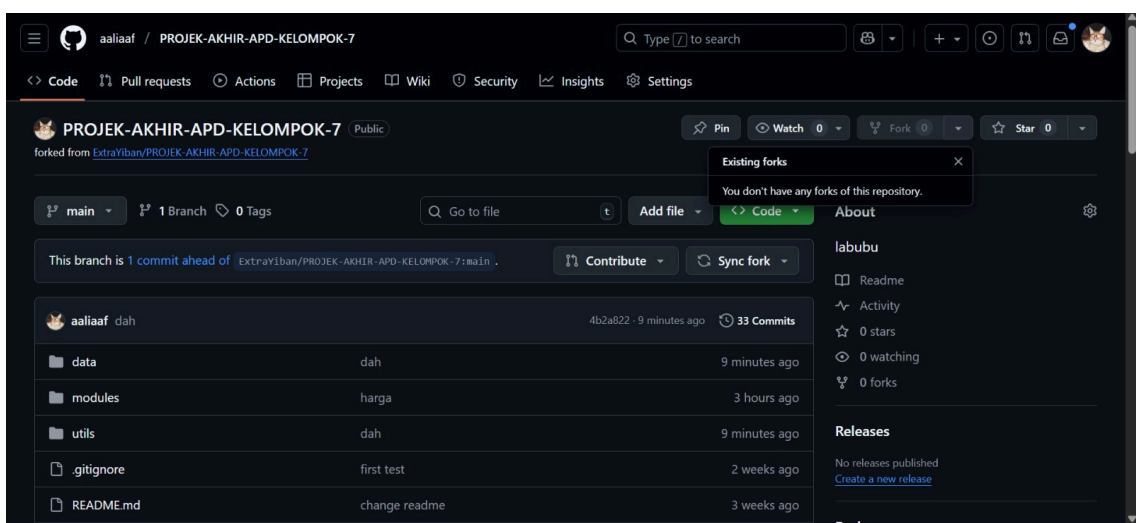 aaliaaf / PROJEK-AKHIR-APD-KELOMPOK-7
Type / to search
Code Pull requests Actions Projects Wiki Security Insights Settings
PROJEK-AKHIR-APD-KELOMPOK-7 Public
Pin Watch 0 Fork 0 Star 0
forked from ExtraYiban/PROJEK-AKHIR-APD-KELOMPOK-7
Existing forks
You don't have any forks of this repository.
main 1 Branch 0 Tags
Go to file t
Add file
Code
This branch is 1 commit ahead of ExtraYiban/PROJEK-AKHIR-APD-KELOMPOK-7:main .
Contribute
Sync fork
aaliaaf dah 4b2a822 · 9 minutes ago 33 Commits
data dah 9 minutes ago
modules harga 3 hours ago
utils dah 9 minutes ago
.gitignore first test 2 weeks ago
README.md change readme 3 weeks ago
About
labubu
Readme
Activity
0 stars
0 watching
0 forks
Releases
No releases published
Create a new release